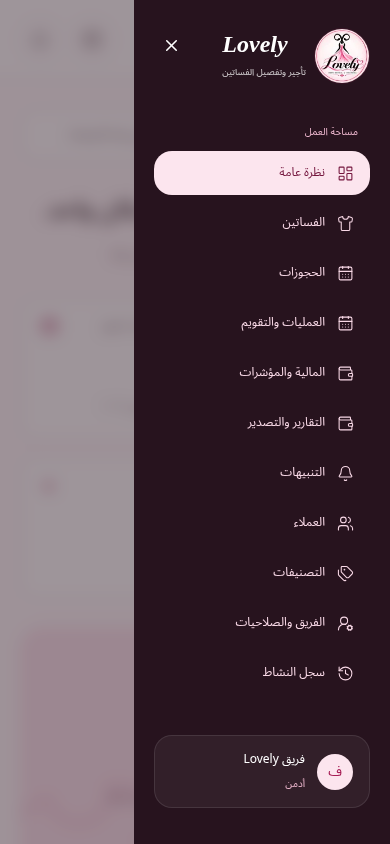 Lovely
Lovely
تأجير وتفصيل الفساتين
مساحة العمل
نظرة عامة
الفساتين
الحجوزات
العمليات والتقويم
المالية والمؤشرات
التقارير والتصدير
التنبيهات
العملاء
التصنيفات
الفريق والصلاحيات
سجل النشاط
ف
فريق Lovely
أدمن